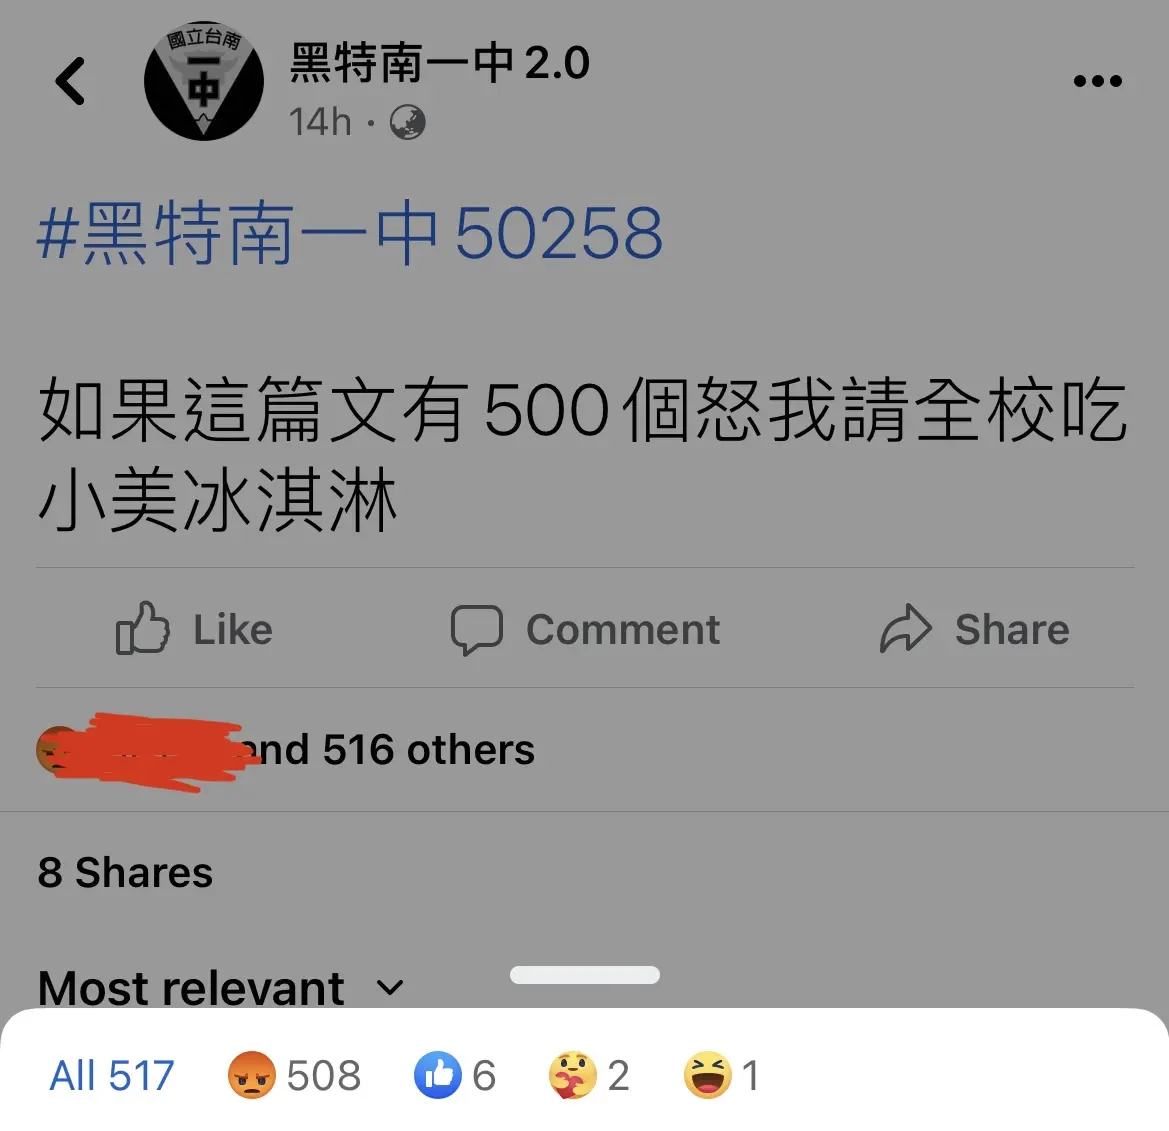 國立台南
一中
黑特南一中2.0
14h ·
#黑特南一中50258
如果這篇文有500個怒我請全校吃
小美冰淇淋
Like Comment Share
and 516 others
8 Shares
Most relevant
All 517 508 6 2 1